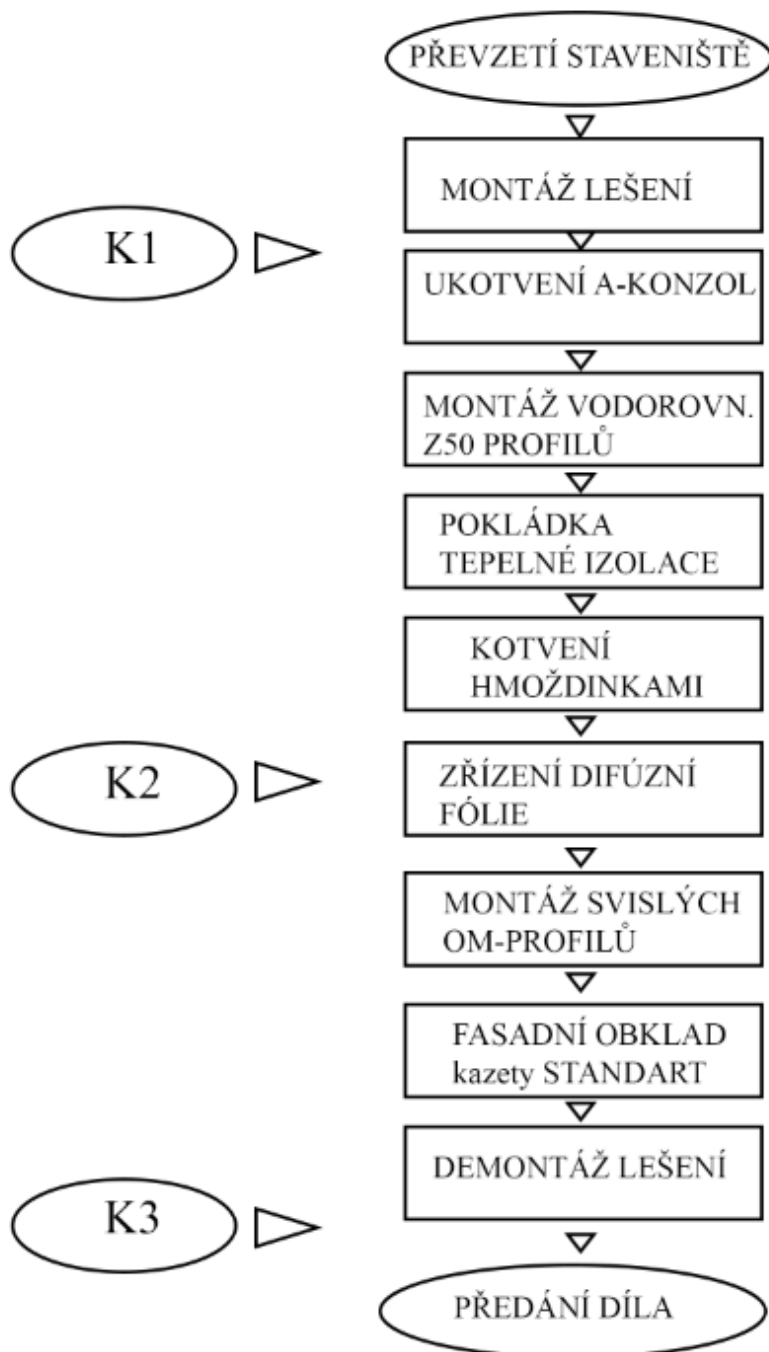 PŘEVZETÍ STAVENIŠTĚ
MONTÁŽ LEŠENÍ
K1
UKOTVENÍ A-KONZOL
MONTÁŽ VODOROVN.
Z50 PROFILŮ
POKLÁDKA
TEPELNÉ IZOLACE
KOTVENÍ
HMOŽDINKAMI
K2
ZŘÍZENÍ DIFÚZNÍ
FÓLIE
MONTÁŽ SVISLÝCH
OM-PROFILŮ
FASADNÍ OBKLAD
kazety STANDART
DEMONTÁŽ LEŠENÍ
K3
PŘEDÁNÍ DÍLA